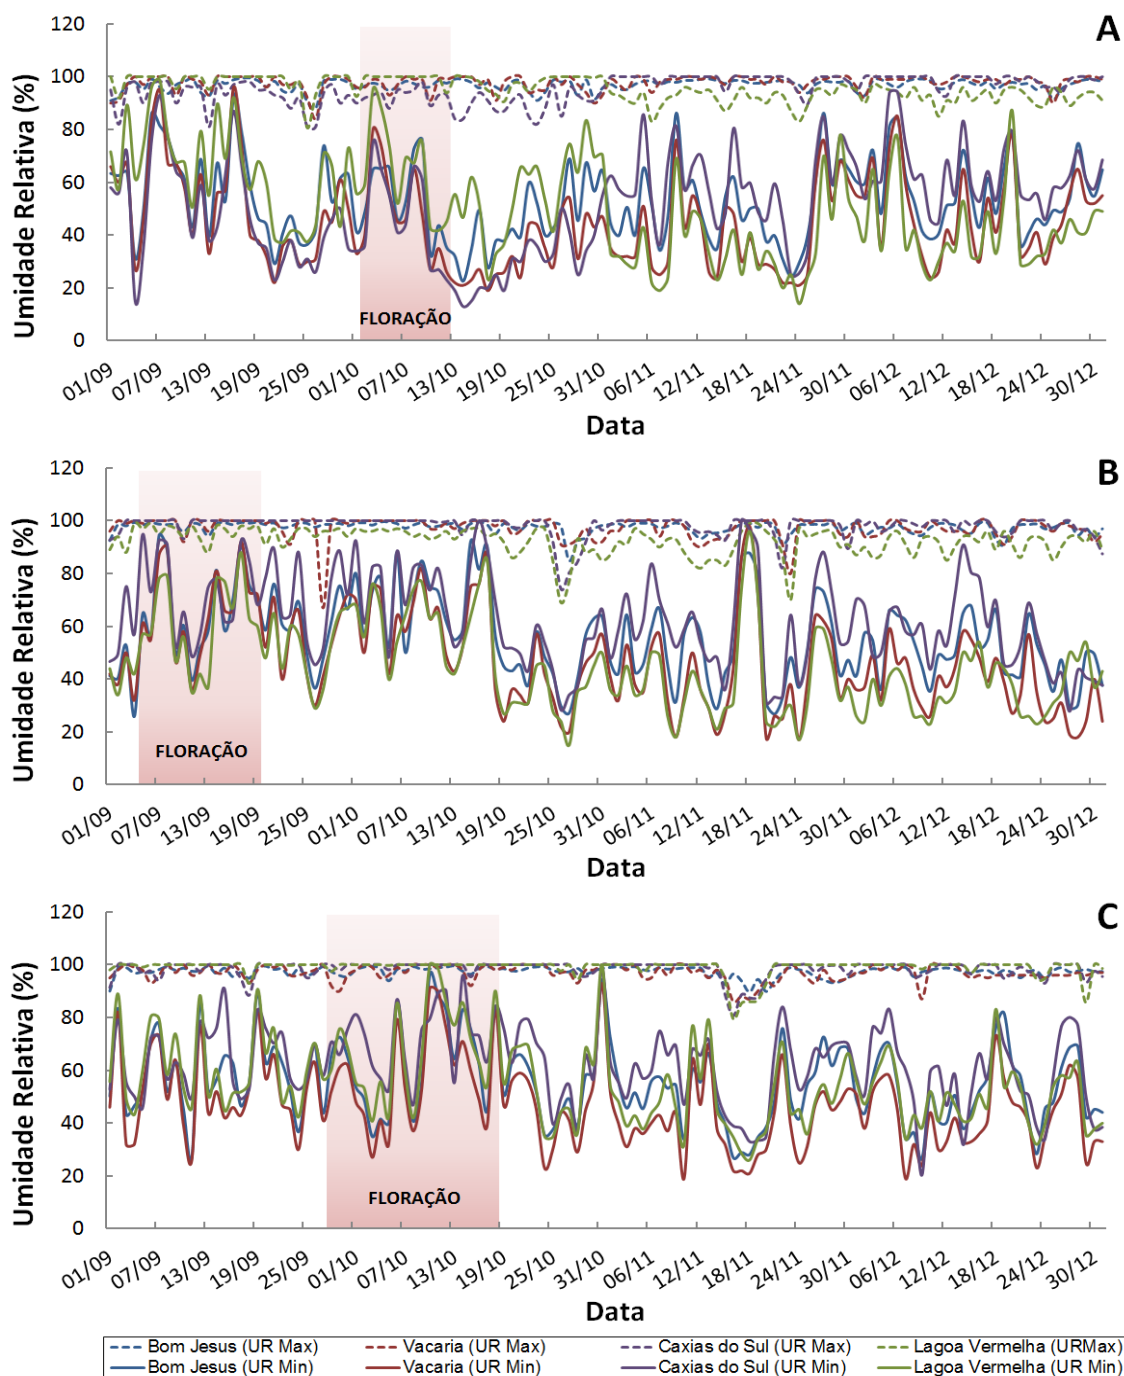 A
Umidade Relativa (%)
120
100
80
60
40
20
0
FLORAÇÃO
01/09 07/09 13/09 19/09 25/09 01/10 07/10 13/10 19/10 25/10 31/10 06/11 12/11 18/11 24/11 30/11 06/12 12/12 18/12 24/12 30/12
Data
B
Umidade Relativa (%)
120
100
80
60
40
20
0
FLORAÇÃO
01/09 07/09 13/09 19/09 25/09 01/10 07/10 13/10 19/10 25/10 31/10 06/11 12/11 18/11 24/11 30/11 06/12 12/12 18/12 24/12 30/12
Data
C
Umidade Relativa (%)
120
100
80
60
40
20
0
FLORAÇÃO
01/09 07/09 13/09 19/09 25/09 01/10 07/10 13/10 19/10 25/10 31/10 06/11 12/11 18/11 24/11 30/11 06/12 12/12 18/12 24/12 30/12
Data
Bom Jesus (UR Max) Vacaria (UR Max) Caxias do Sul (UR Max) Lagoa Vermelha (URMax)
Bom Jesus (UR Min) Vacaria (UR Min) Caxias do Sul (UR Min) Lagoa Vermelha (UR Min)